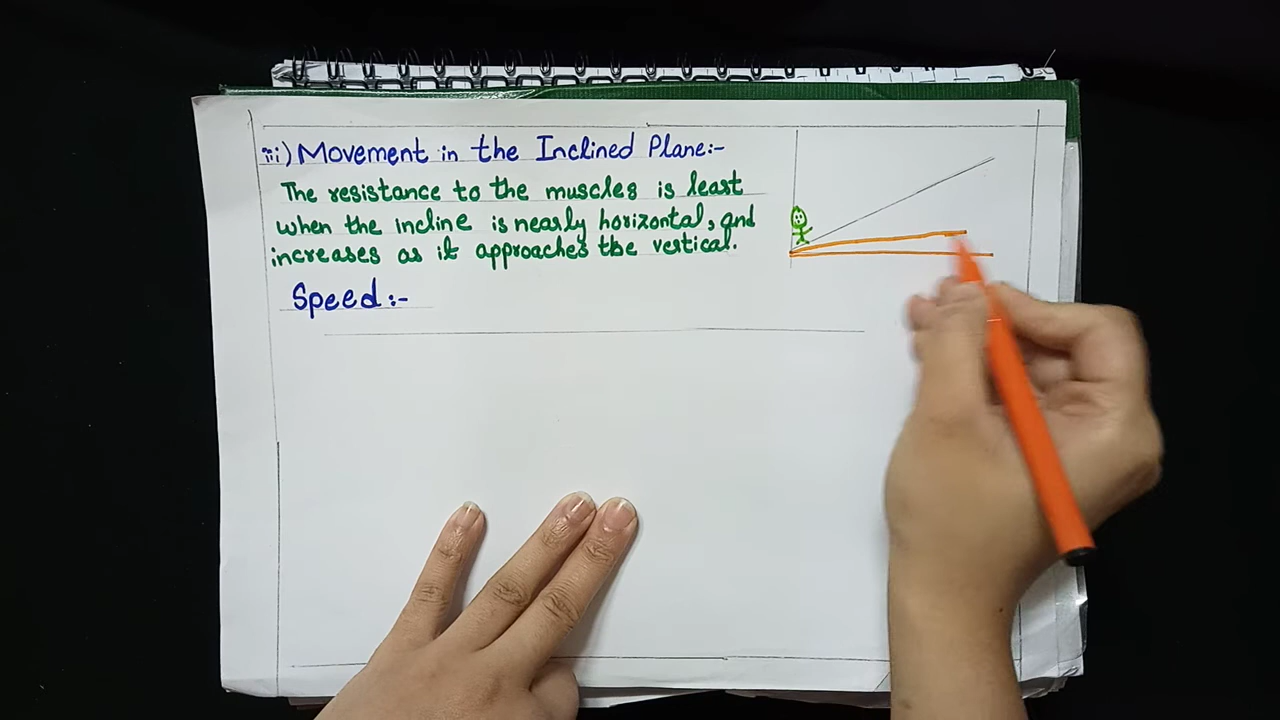 iii) Movement in the Inclined Plane:-
The resistance to the muscles is least
when the incline is nearly horizontal, and
increases as it approaches the vertical.
Speed:-